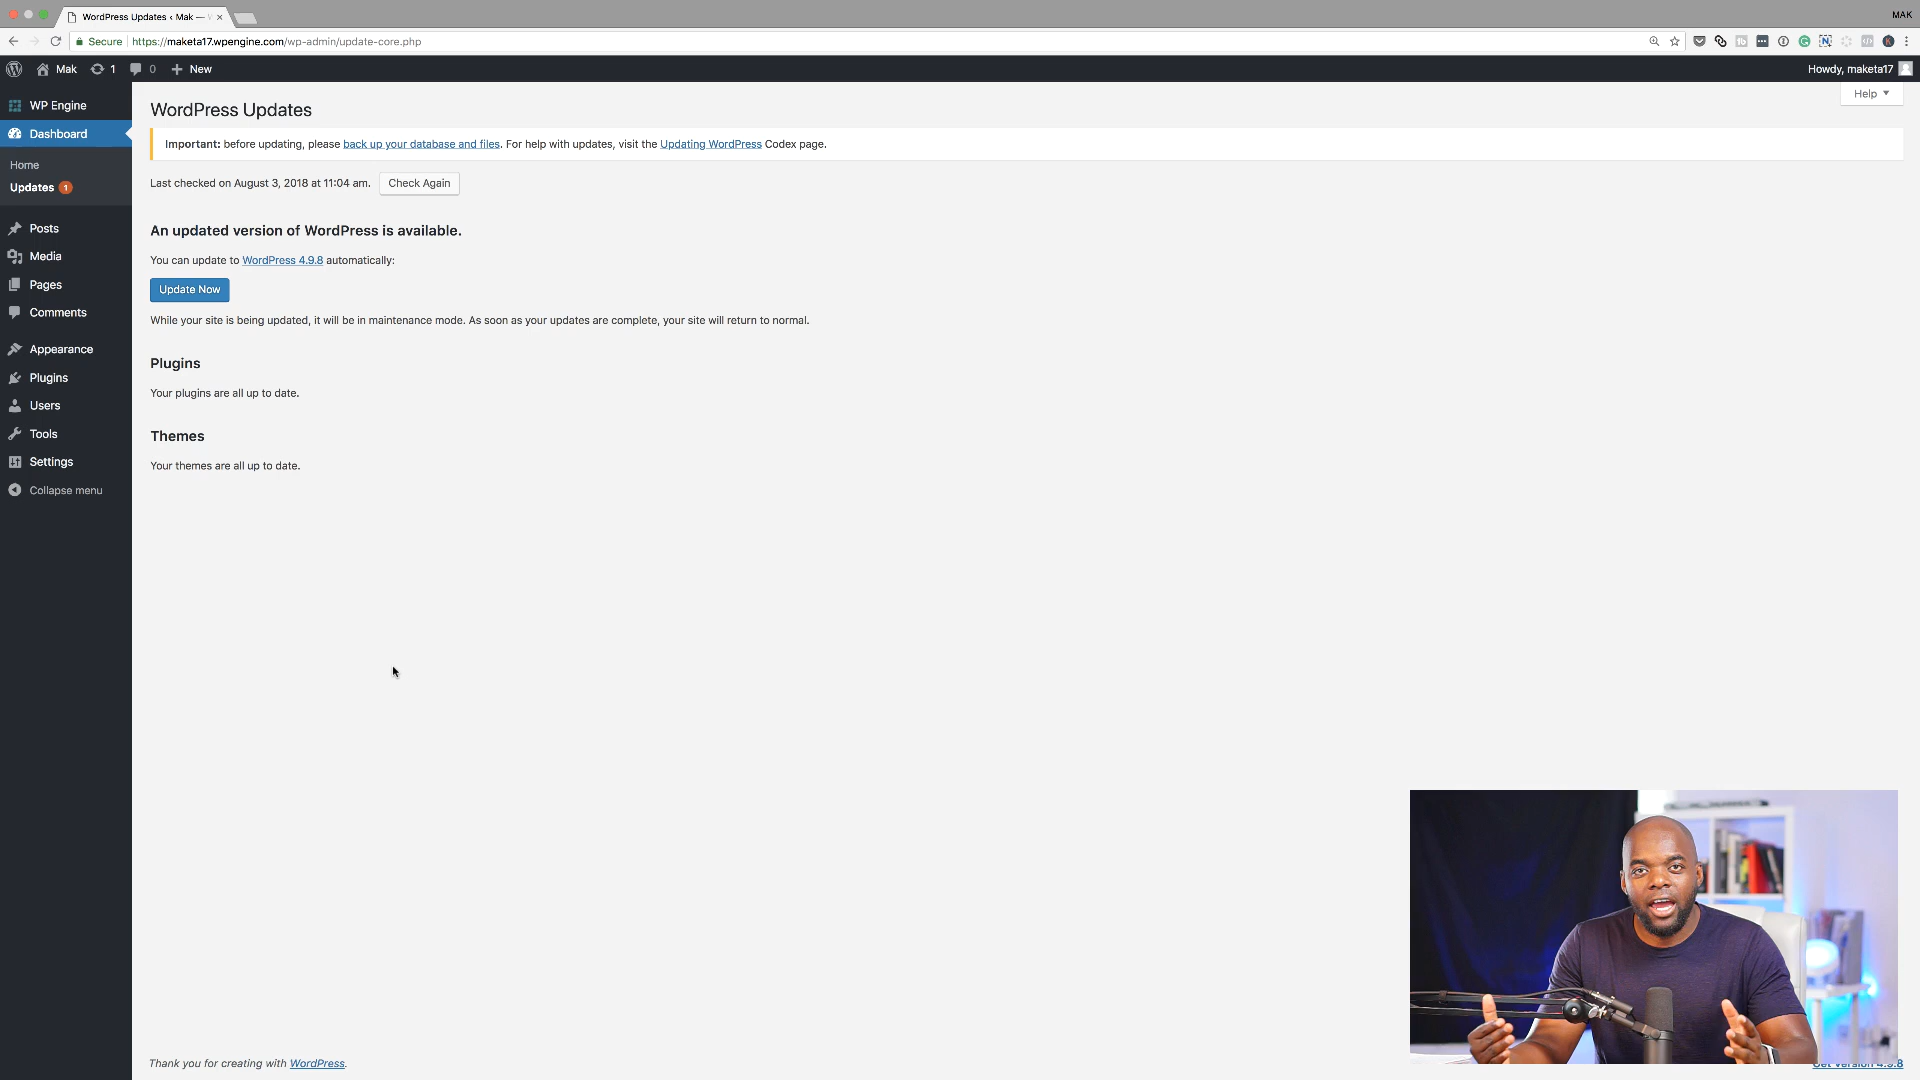 WordPress Updates ‹ Mak —
MAK
Secure https://maketa17.wpengine.com/wp-admin/update-core.php
Mak 1 0 New
Howdy, maketa17
WP Engine
Dashboard
Home
Updates 1
Posts
Media
Pages
Comments
Appearance
Plugins
Users
Tools
Settings
Collapse menu
Help
WordPress Updates
Important: before updating, please back up your database and files. For help with updates, visit the Updating WordPress Codex page.
Last checked on August 3, 2018 at 11:04 am. Check Again
An updated version of WordPress is available.
You can update to WordPress 4.9.8 automatically:
Update Now
While your site is being updated, it will be in maintenance mode. As soon as your updates are complete, your site will return to normal.
Plugins
Your plugins are all up to date.
Themes
Your themes are all up to date.
Thank you for creating with WordPress.
Get Version 4.9.8